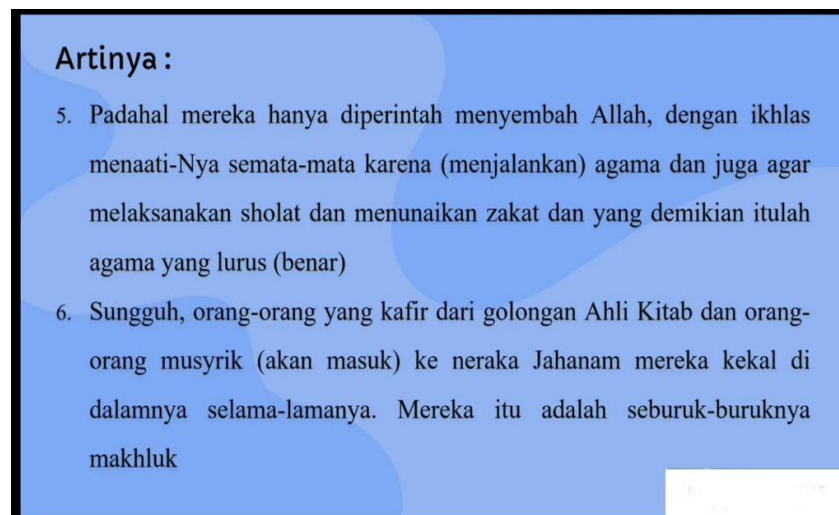 Artinya :
5. Padahal mereka hanya diperintah menyembah Allah, dengan ikhlas
menaati-Nya semata-mata karena (menjalankan) agama dan juga agar
melaksanakan sholat dan menunaikan zakat dan yang demikian itulah
agama yang lurus (benar)
6. Sungguh, orang-orang yang kafir dari golongan Ahli Kitab dan orang-
orang musyrik (akan masuk) ke neraka Jahanam mereka kekal di
dalamnya selama-lamanya. Mereka itu adalah seburuk-buruknya
makhluk